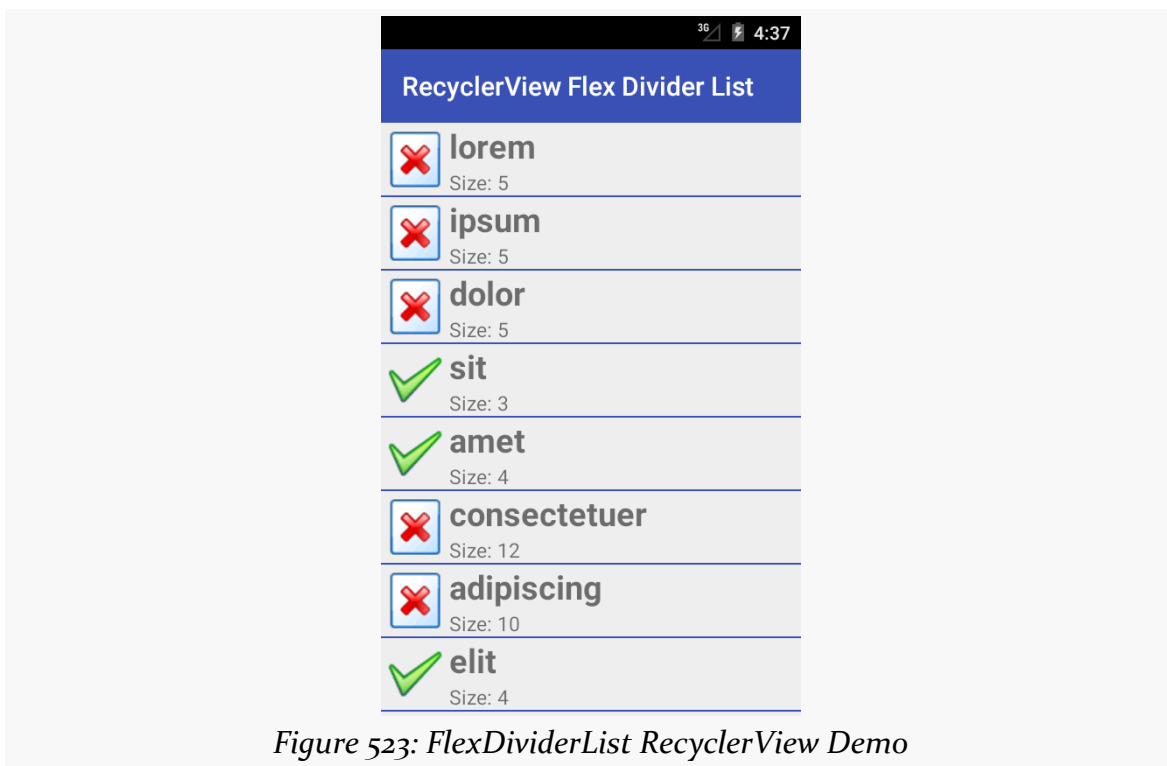 3G 4:37
RecyclerView Flex Divider List
lorem
Size: 5
ipsum
Size: 5
dolor
Size: 5
sit
Size: 3
amet
Size: 4
consectetuer
Size: 12
adipiscing
Size: 10
elit
Size: 4
Figure 523: FlexDividerList RecyclerView Demo